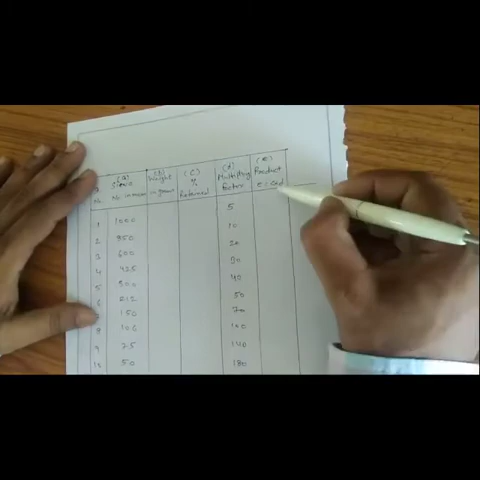 (A) (B) (C) (d) (e)
Sieve Weight % Multiplying Product
No in micron in gram Retained factor e = cxd
1 1000 5
2 850 10
3 600 20
4 425 30
5 300 40
6 212 50
7 150 70
8 106 100
9 75 140
10 50 180